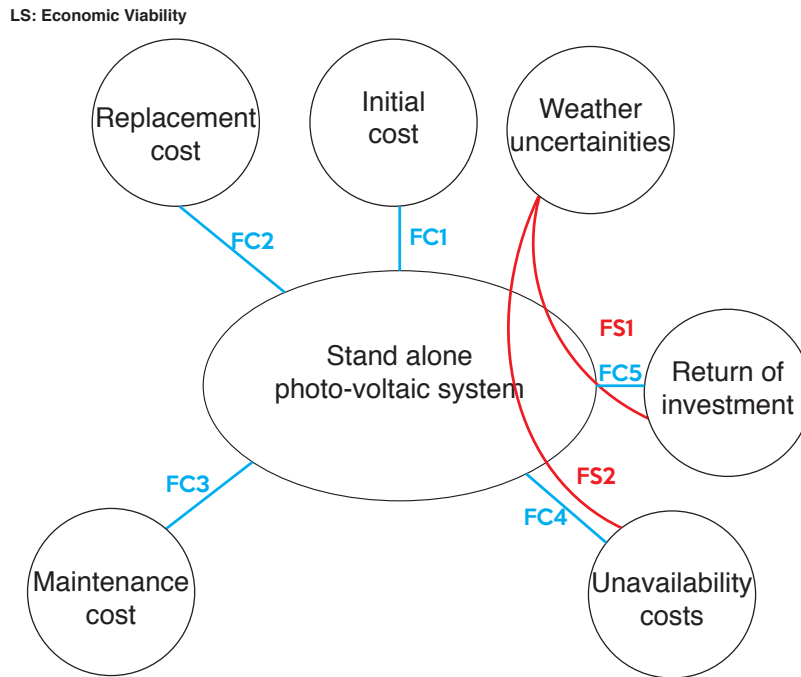 LS: Economic Viability
Replacement
cost
Initial
cost
Weather
uncertainities
FC2
FC1
FS1
Stand alone
photo-voltaic system
FC5
Return of
investment
FC3
FS2
FC4
Maintenance
cost
Unavailability
costs